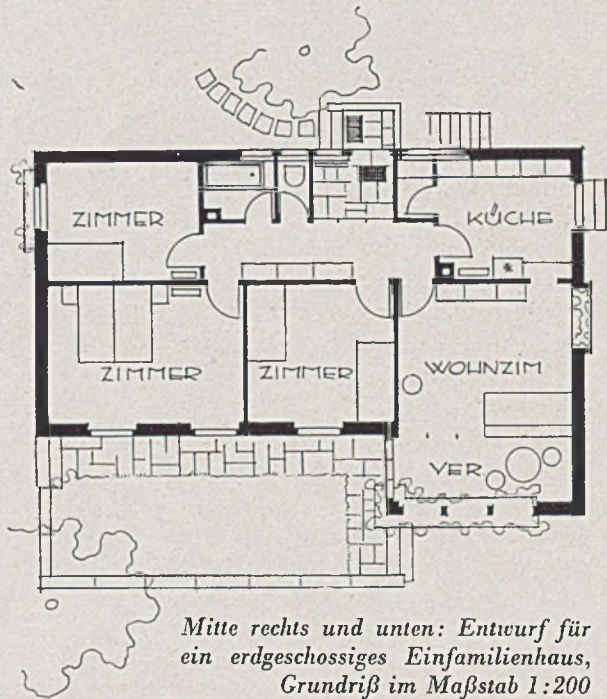 ZIMMER
KÜCHE
ZIMMER
ZIMMER
WOHNZIM
VER
Mitte rechts und unten: Entwurf für
ein erdgeschossiges Einfamilienhaus,
Grundriß im Maßstab 1:200